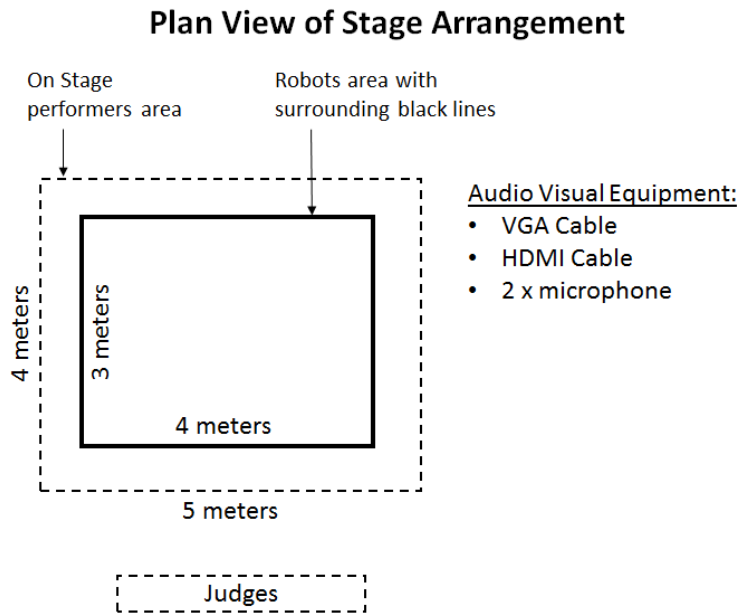 Plan View of Stage Arrangement
On Stage
performers area
Robots area with
surrounding black lines
Audio Visual Equipment:
• VGA Cable
• HDMI Cable
• 2 x microphone
4 meters
3 meters
4 meters
5 meters
Judges